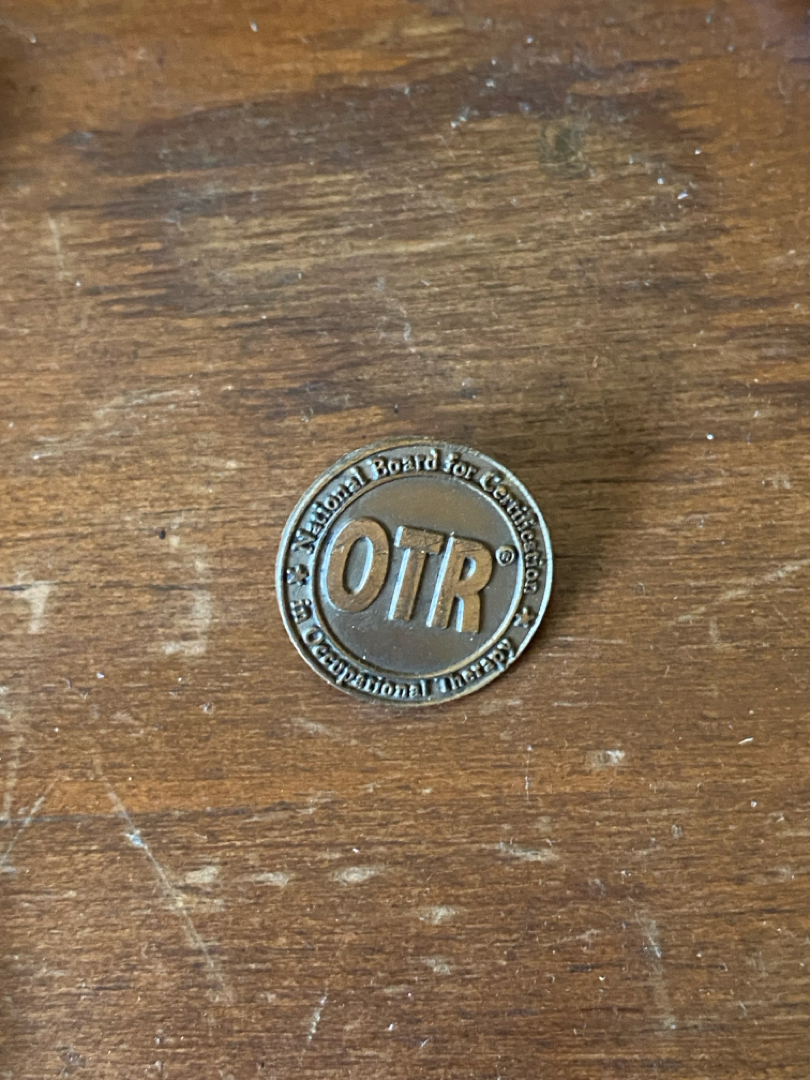 National Board for Certification
OTR®
in Occupational Therapy